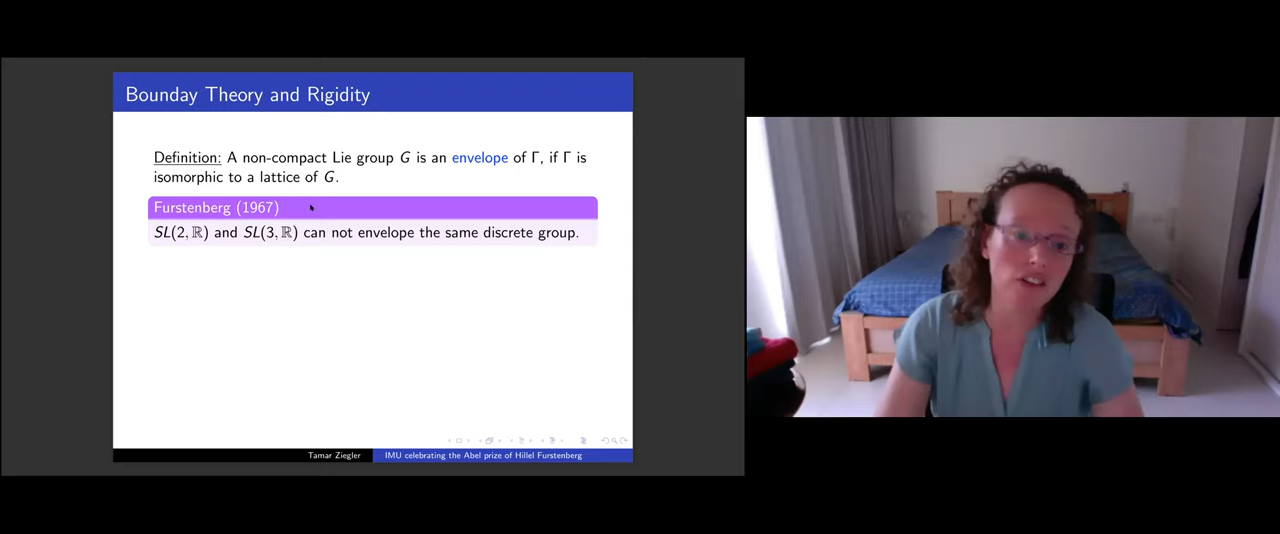 Bounday Theory and Rigidity
Definition: A non-compact Lie group G is an envelope of Γ, if Γ is
isomorphic to a lattice of G.
Furstenberg (1967)
SL(2, ℝ) and SL(3, ℝ) can not envelope the same discrete group.
Tamar Ziegler
IMU celebrating the Abel prize of Hillel Furstenberg